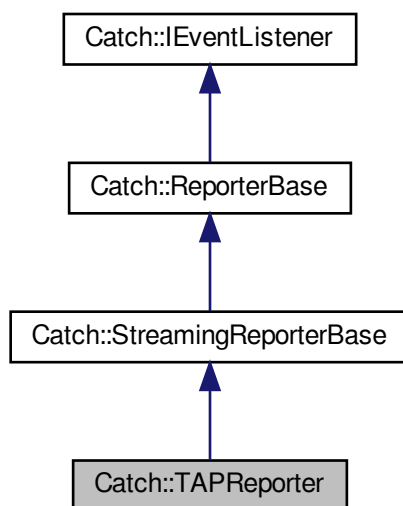 Catch::IEventListener
Catch::ReporterBase
Catch::StreamingReporterBase
Catch::TAPReporter